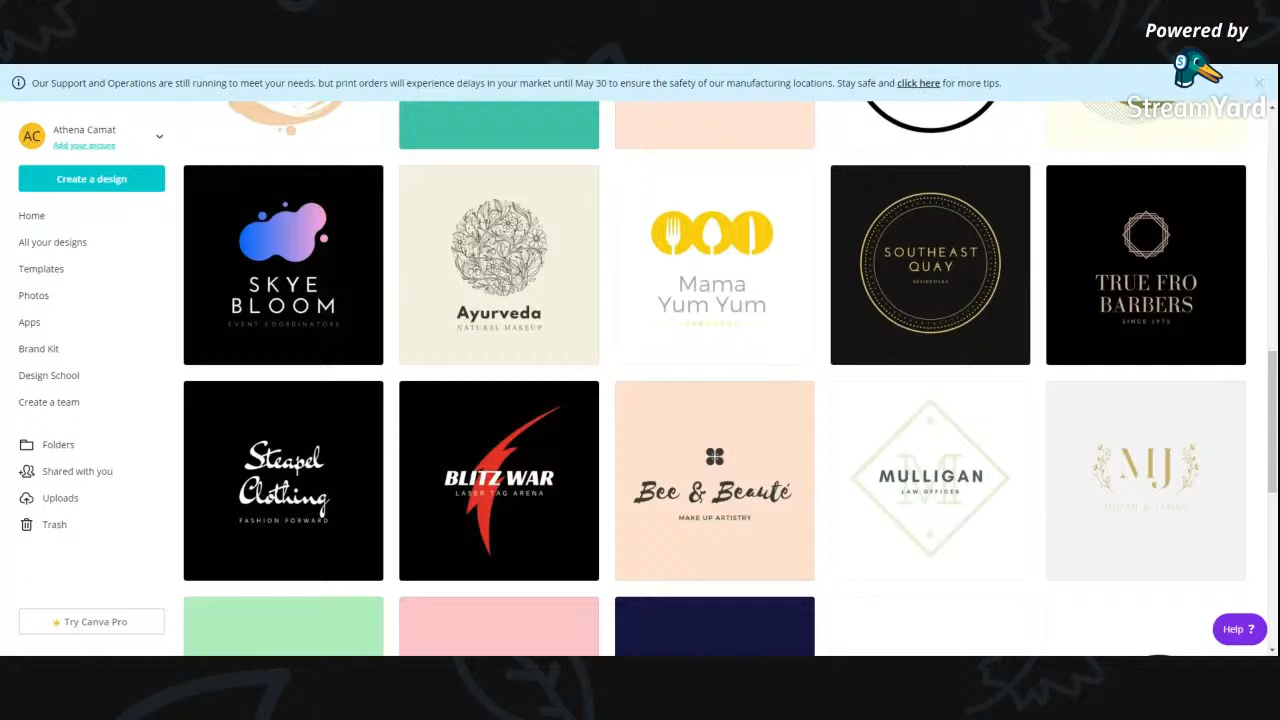 Powered by
StreamYard
Our Support and Operations are still running to meet your needs, but print orders will experience delays in your market until May 30 to ensure the safety of our manufacturing locations. Stay safe and click here for more tips.
AC
Athena Camat
Add your picture
Create a design
Home
All your designs
Templates
Photos
Apps
Brand Kit
Design School
Create a team
Folders
Shared with you
Uploads
Trash
Try Canva Pro
SKYE
BLOOM
EVENT COORDINATORS
Ayurveda
NATURAL MAKEUP
Mama
Yum Yum
SOUTHEAST
QUAY
RESIDENCES
TRUE FRO
BARBERS
SINCE 1975
Steapel
Clothing
FASHION FORWARD
BLITZ WAR
LASER TAG ARENA
Bee & Beauté
MAKE UP ARTISTRY
M
MULLIGAN
LAW OFFICES
MJ
Help ?